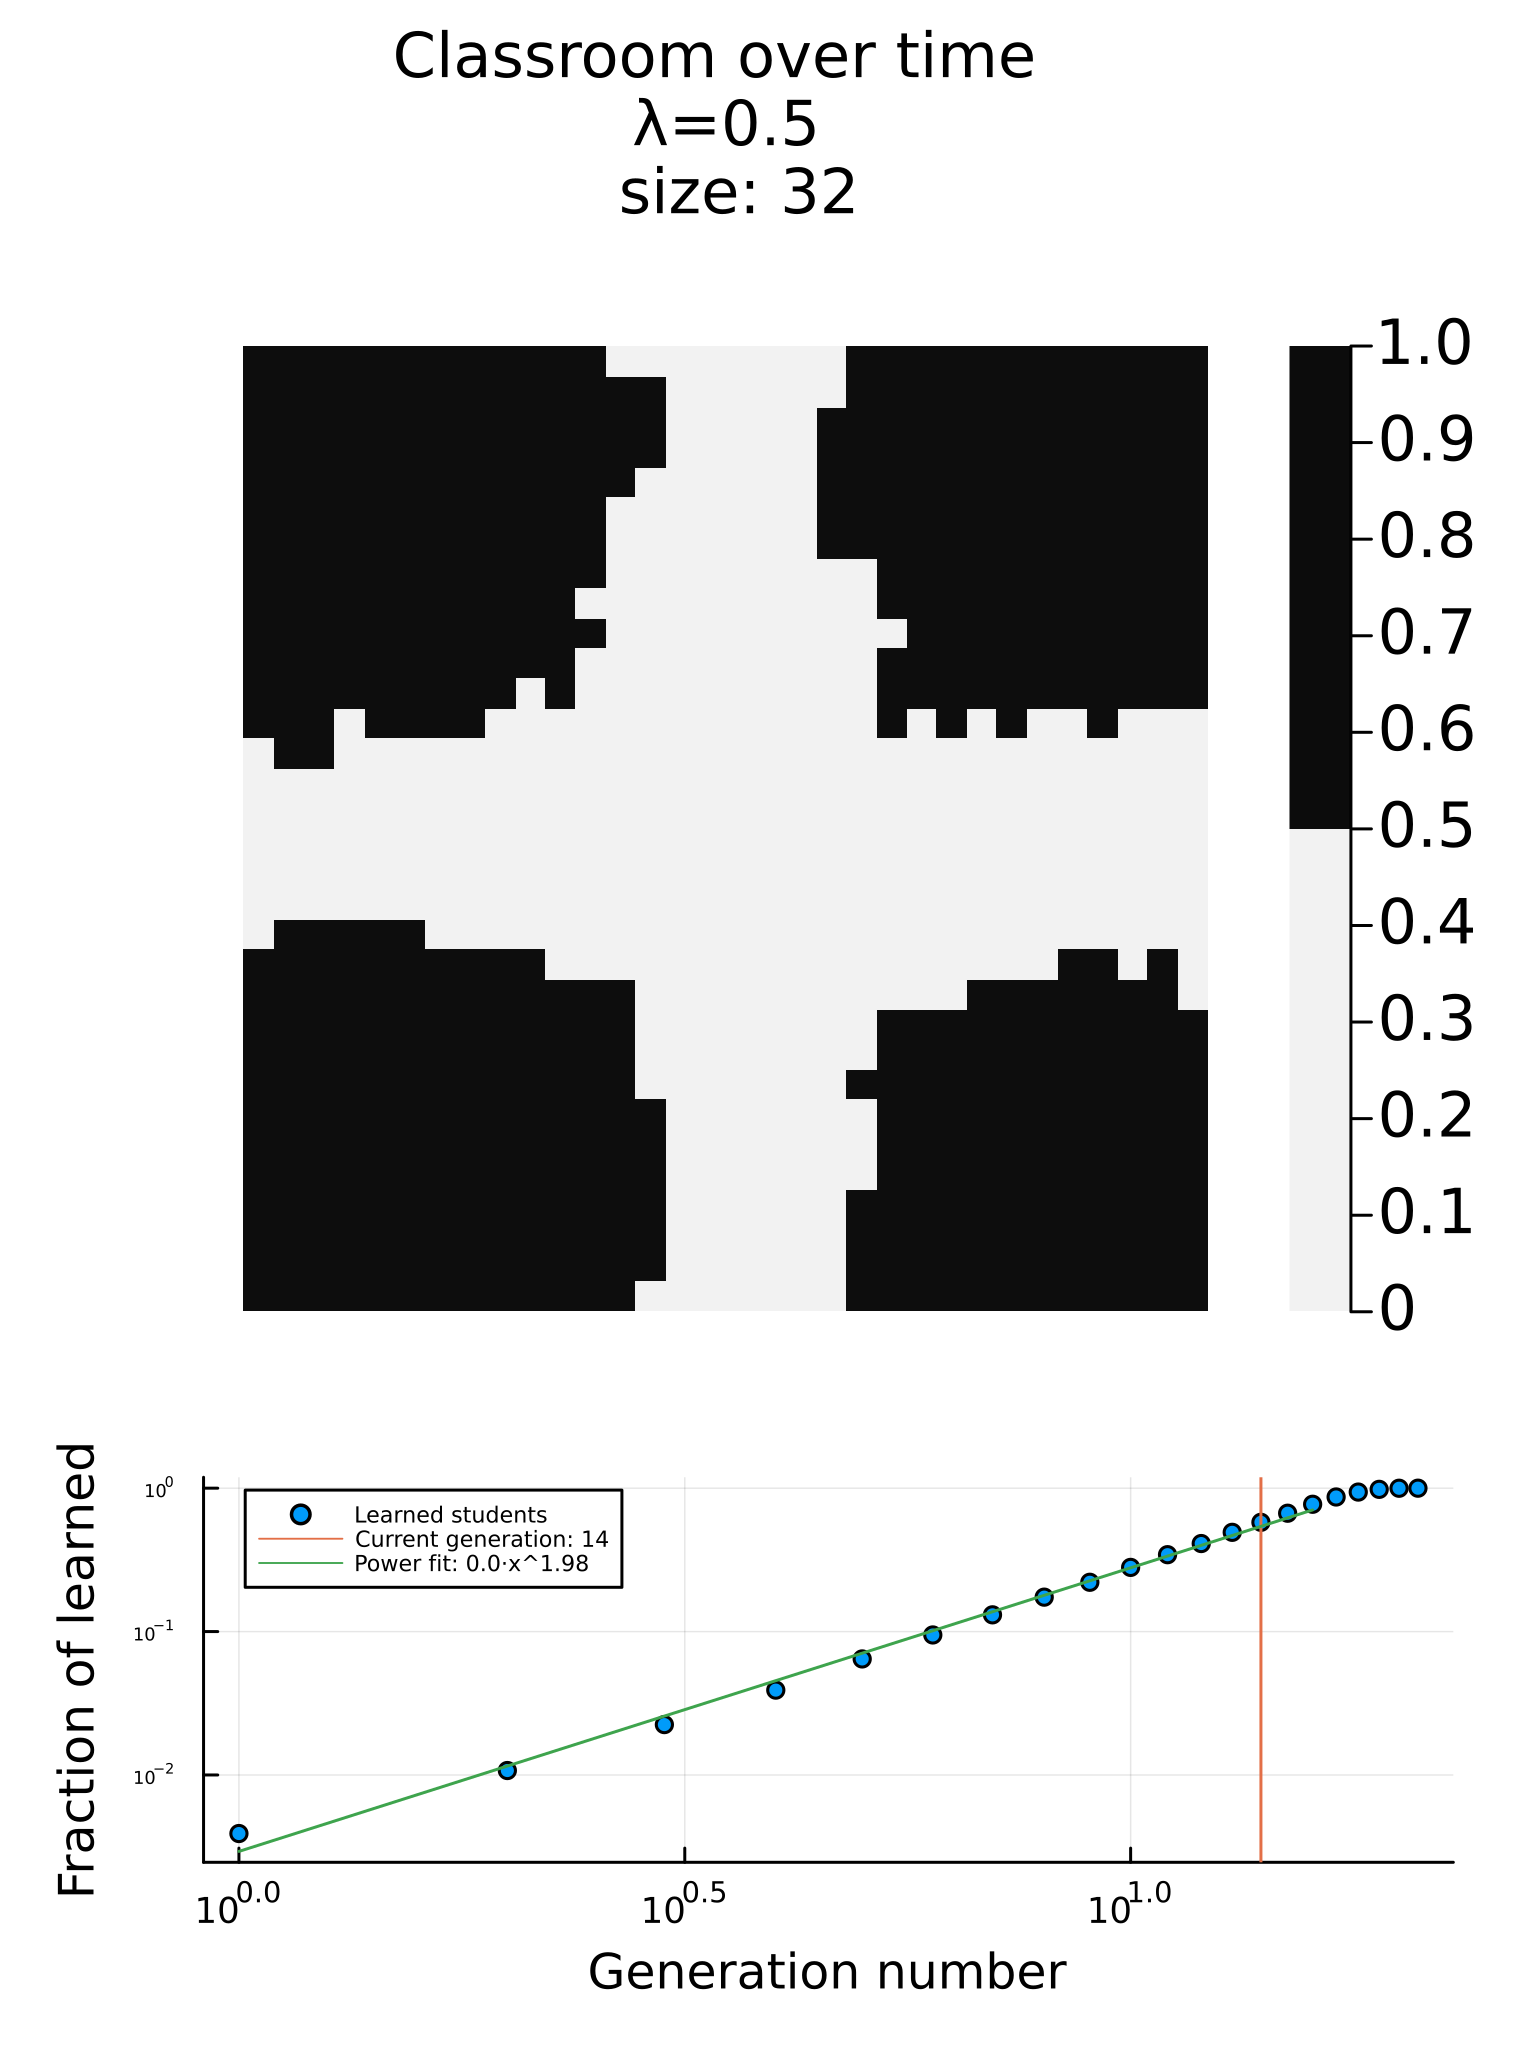 Classroom over time
λ=0.5
size: 32
1.0
0.9
0.8
0.7
0.6
0.5
0.4
0.3
0.2
0.1
0
Fraction of learned
10^0
10^−1
10^−2
Learned students
Current generation: 14
Power fit: 0.0·x^1.98
10^0.0
10^0.5
10^1.0
Generation number